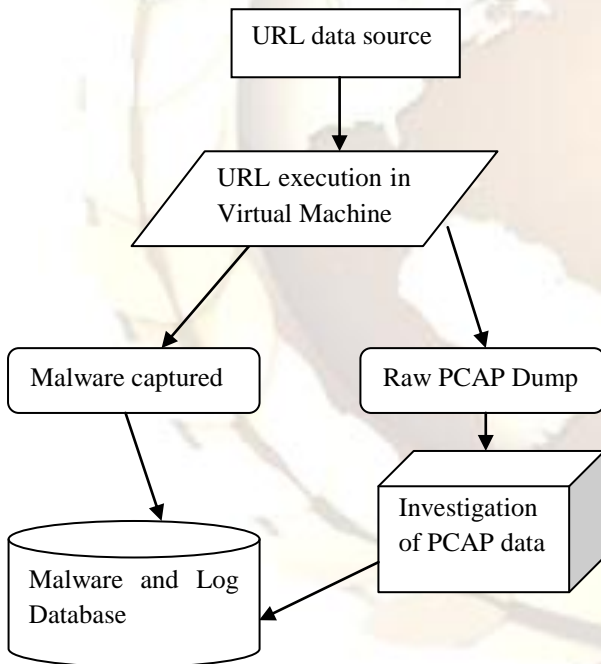 URL data source
URL execution in
Virtual Machine
Malware captured
Raw PCAP Dump
Investigation
of PCAP data
Malware and Log
Database